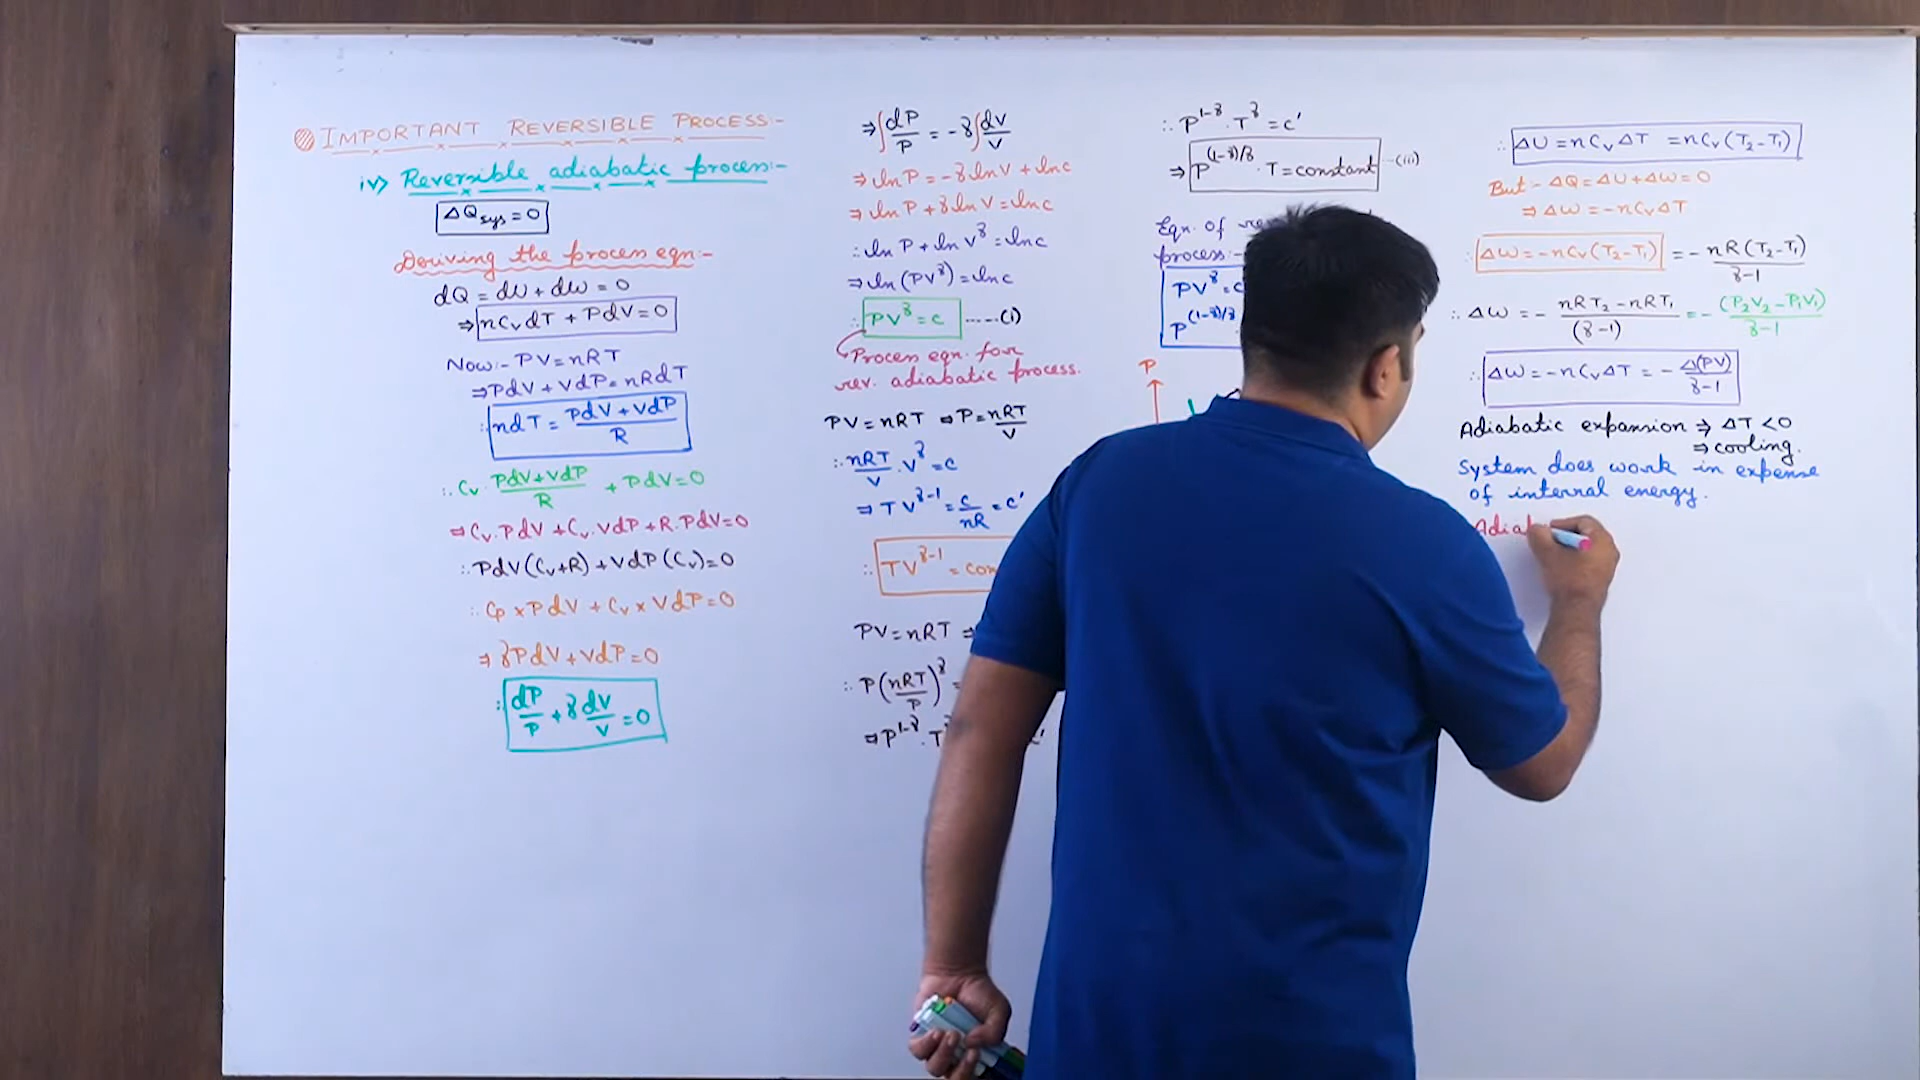 IMPORTANT REVERSIBLE PROCESS:-
iv) Reversible adiabatic process:-
ΔQsys = 0
Deriving the process eqn:-
dQ = dU + dW = 0
⇒ nCvdT + PdV = 0
Now:- PV = nRT
⇒ PdV + VdP = nRdT
∴ ndT = (PdV + VdP)/R
∴ Cv · (PdV + VdP)/R + PdV = 0
⇒ Cv·PdV + Cv·VdP + R·PdV = 0
∴ PdV(Cv+R) + VdP(Cv) = 0
∴ Cp × PdV + Cv × VdP = 0
⇒ γPdV + VdP = 0
∴ dP/P + γ dV/V = 0
⇒ ∫dP/P = -γ∫dV/V
⇒ ln P = -γ ln V + ln c
⇒ ln P + γ ln V = ln c
∴ ln P + ln V^γ = ln c
⇒ ln (PV^γ) = ln c
∴ PV^γ = c ......(i)
Process eqn. for
rev. adiabatic process.
PV = nRT ⇒ P = nRT/V
∴ nRT/V · V^γ = c
⇒ TV^γ-1 = c/nR = c'
∴ TV^γ-1 =
PV = nRT ⇒
∴ P(nRT/P)^γ =
⇒ P^1-γ · T
∴ P^1-γ · T^γ = c'
⇒ P^(1-γ)/γ · T = constant ...(iii)
Eqn. of
process:-
PV^γ = c
P^(1-γ)/γ ·
P
∴ ΔU = nCvΔT = nCv(T2 - T1)
But:- ΔQ = ΔU + ΔW = 0
⇒ ΔW = -nCvΔT
∴ ΔW = -nCv(T2 - T1) = - nR(T2 - T1)/γ-1
∴ ΔW = - (nRT2 - nRT1)/(γ-1) = - (P2V2 - P1V1)/γ-1
∴ ΔW = -nCvΔT = - Δ(PV)/γ-1
Adiabatic expansion ⇒ ΔT < 0
⇒ cooling.
System does work in expense
of internal energy.